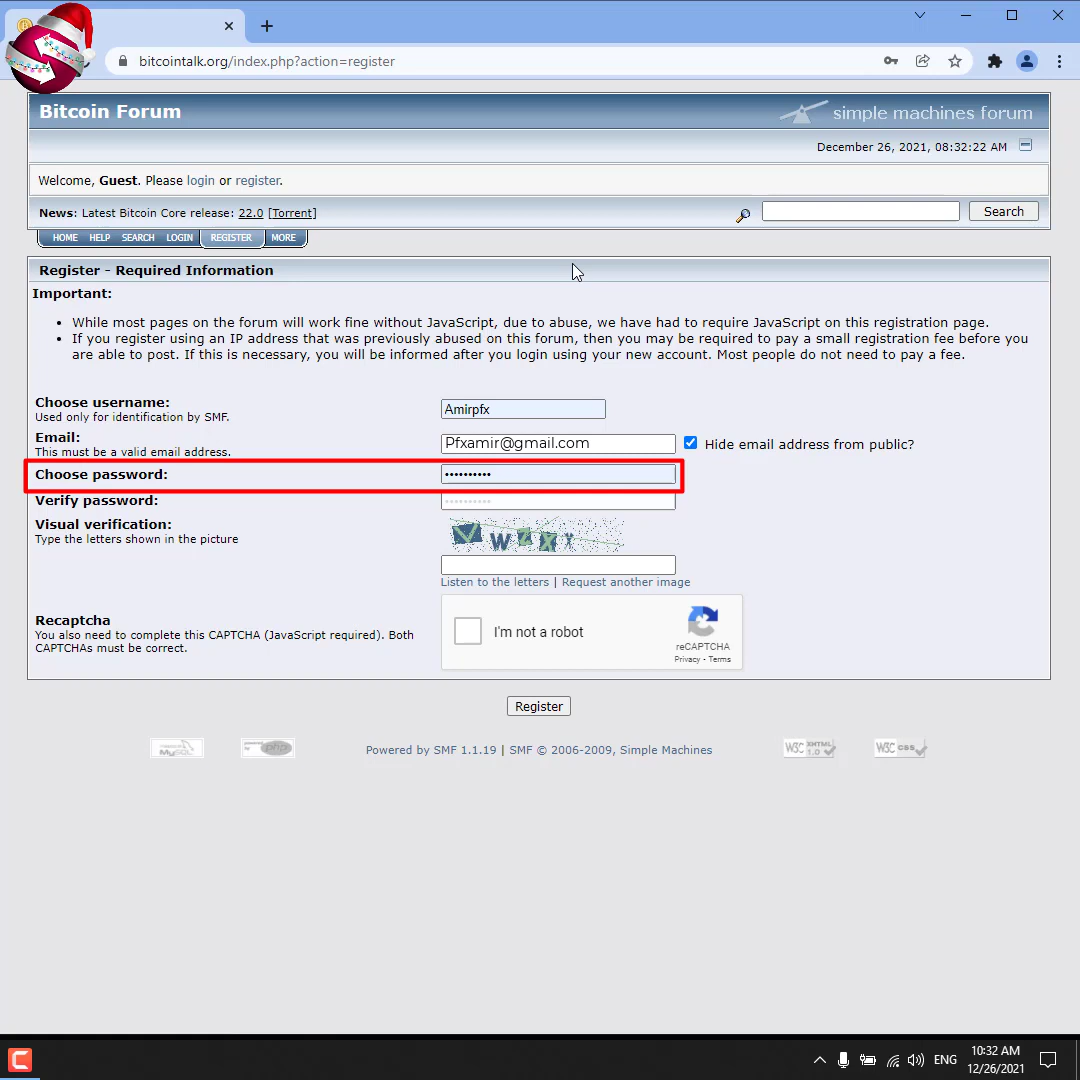 bitcointalk.org/index.php?action=register
Bitcoin Forum
simple machines forum
December 26, 2021, 08:32:22 AM
Welcome, Guest. Please login or register.
News: Latest Bitcoin Core release: 22.0 [Torrent]
Search
HOME HELP SEARCH LOGIN REGISTER MORE
Register - Required Information
Important:
• While most pages on the forum will work fine without JavaScript, due to abuse, we have had to require JavaScript on this registration page.
• If you register using an IP address that was previously abused on this forum, then you may be required to pay a small registration fee before you
are able to post. If this is necessary, you will be informed after you login using your new account. Most people do not need to pay a fee.
Choose username:
Used only for identification by SMF.
Amirpfx
Email:
This must be a valid email address.
Pfxamir@gmail.com
Hide email address from public?
Choose password:
••••••••••
Verify password:
••••••••••
Visual verification:
Type the letters shown in the picture
Listen to the letters | Request another image
Recaptcha
You also need to complete this CAPTCHA (JavaScript required). Both
CAPTCHAs must be correct.
I'm not a robot
reCAPTCHA
Privacy - Terms
Register
MySQL
powered by php
Powered by SMF 1.1.19 | SMF © 2006-2009, Simple Machines
W3C XHTML 1.0
W3C css
ENG
10:32 AM
12/26/2021